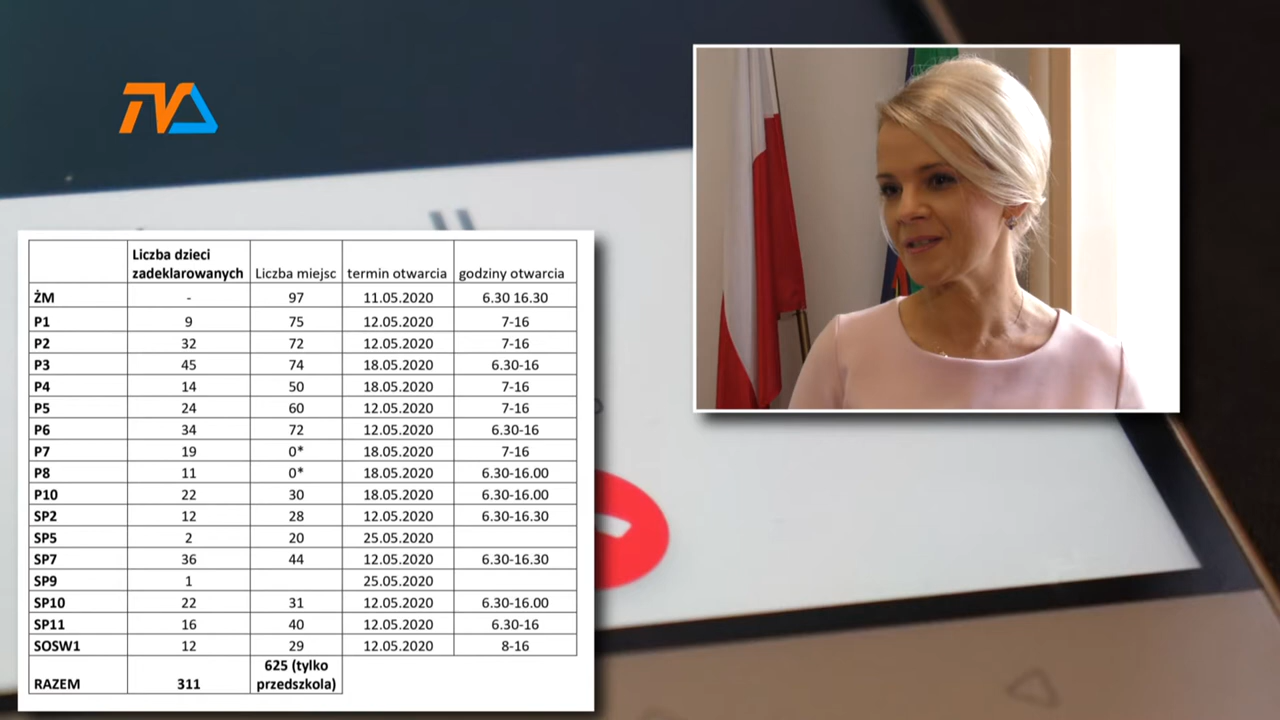 TVA
Liczba dzieci
zadeklarowanych Liczba miejsc termin otwarcia godziny otwarcia
ŻM - 97 11.05.2020 6.30 16.30
P1 9 75 12.05.2020 7-16
P2 32 72 12.05.2020 7-16
P3 45 74 18.05.2020 6.30-16
P4 14 50 18.05.2020 7-16
P5 24 60 12.05.2020 7-16
P6 34 72 12.05.2020 6.30-16
P7 19 0* 18.05.2020 7-16
P8 11 0* 18.05.2020 6.30-16.00
P10 22 30 18.05.2020 6.30-16.00
SP2 12 28 12.05.2020 6.30-16.30
SP5 2 20 25.05.2020
SP7 36 44 12.05.2020 6.30-16.30
SP9 1 25.05.2020
SP10 22 31 12.05.2020 6.30-16.00
SP11 16 40 12.05.2020 6.30-16
SOSW1 12 29 12.05.2020 8-16
625 (tylko
RAZEM 311 przedszkola)